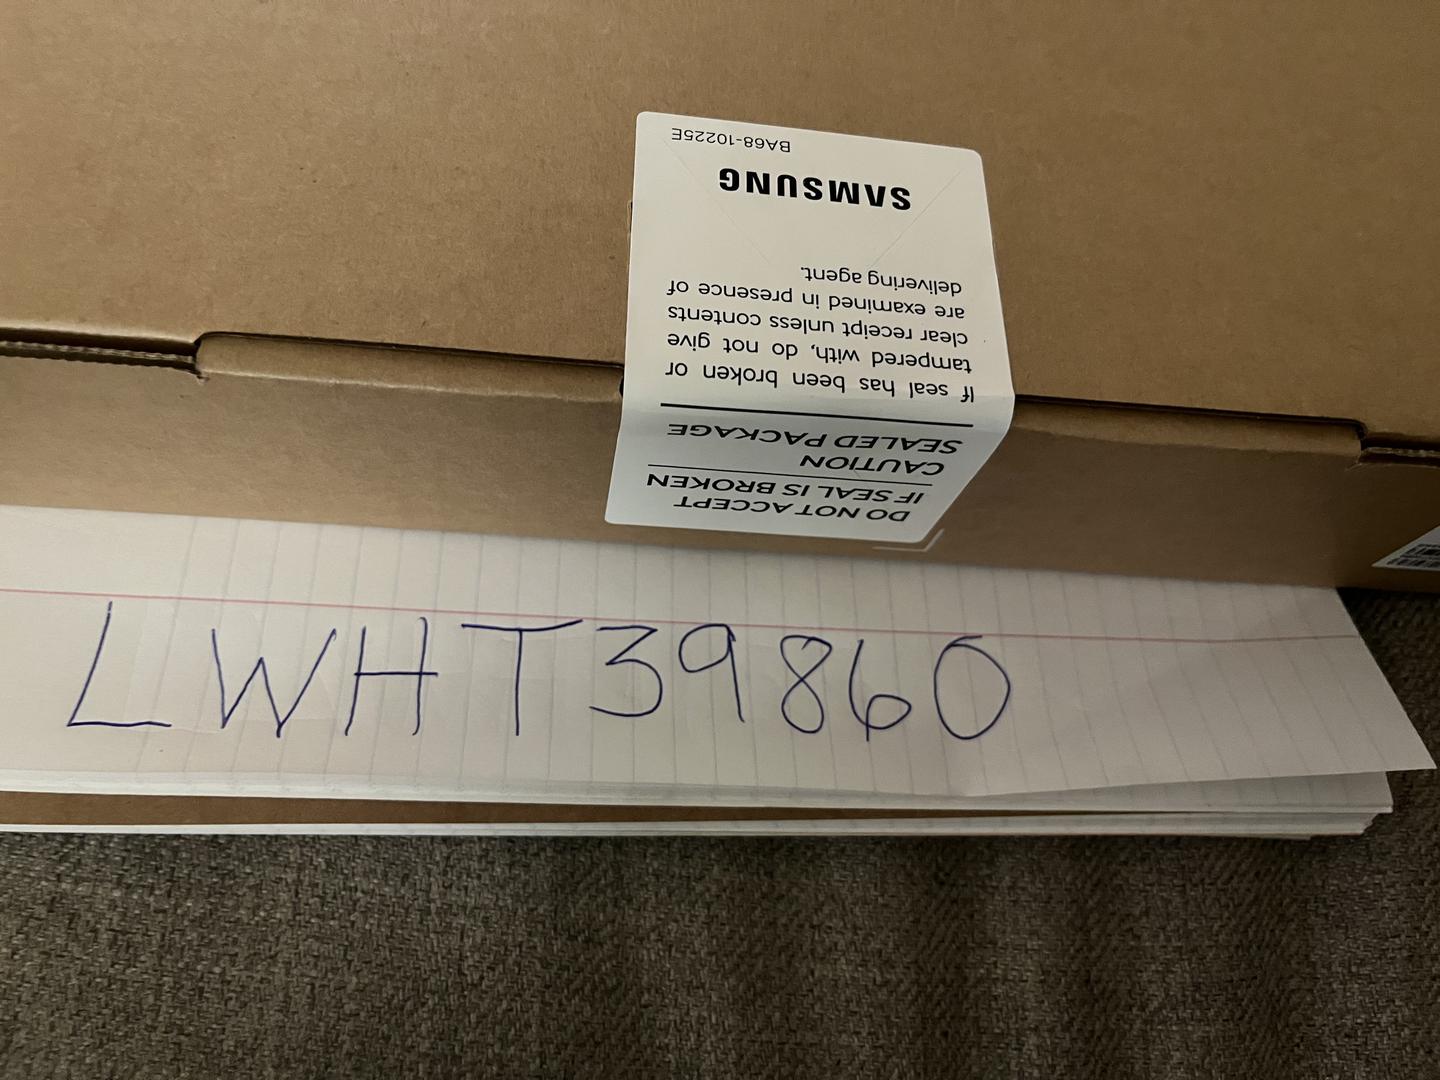 DO NOT ACCEPT
IF SEAL IS BROKEN
CAUTION
SEALED PACKAGE
If seal has been broken or
tampered with, do not give
clear receipt unless contents
are examined in presence of
delivering agent.
SAMSUNG
BA68-10225E
LWHT39860